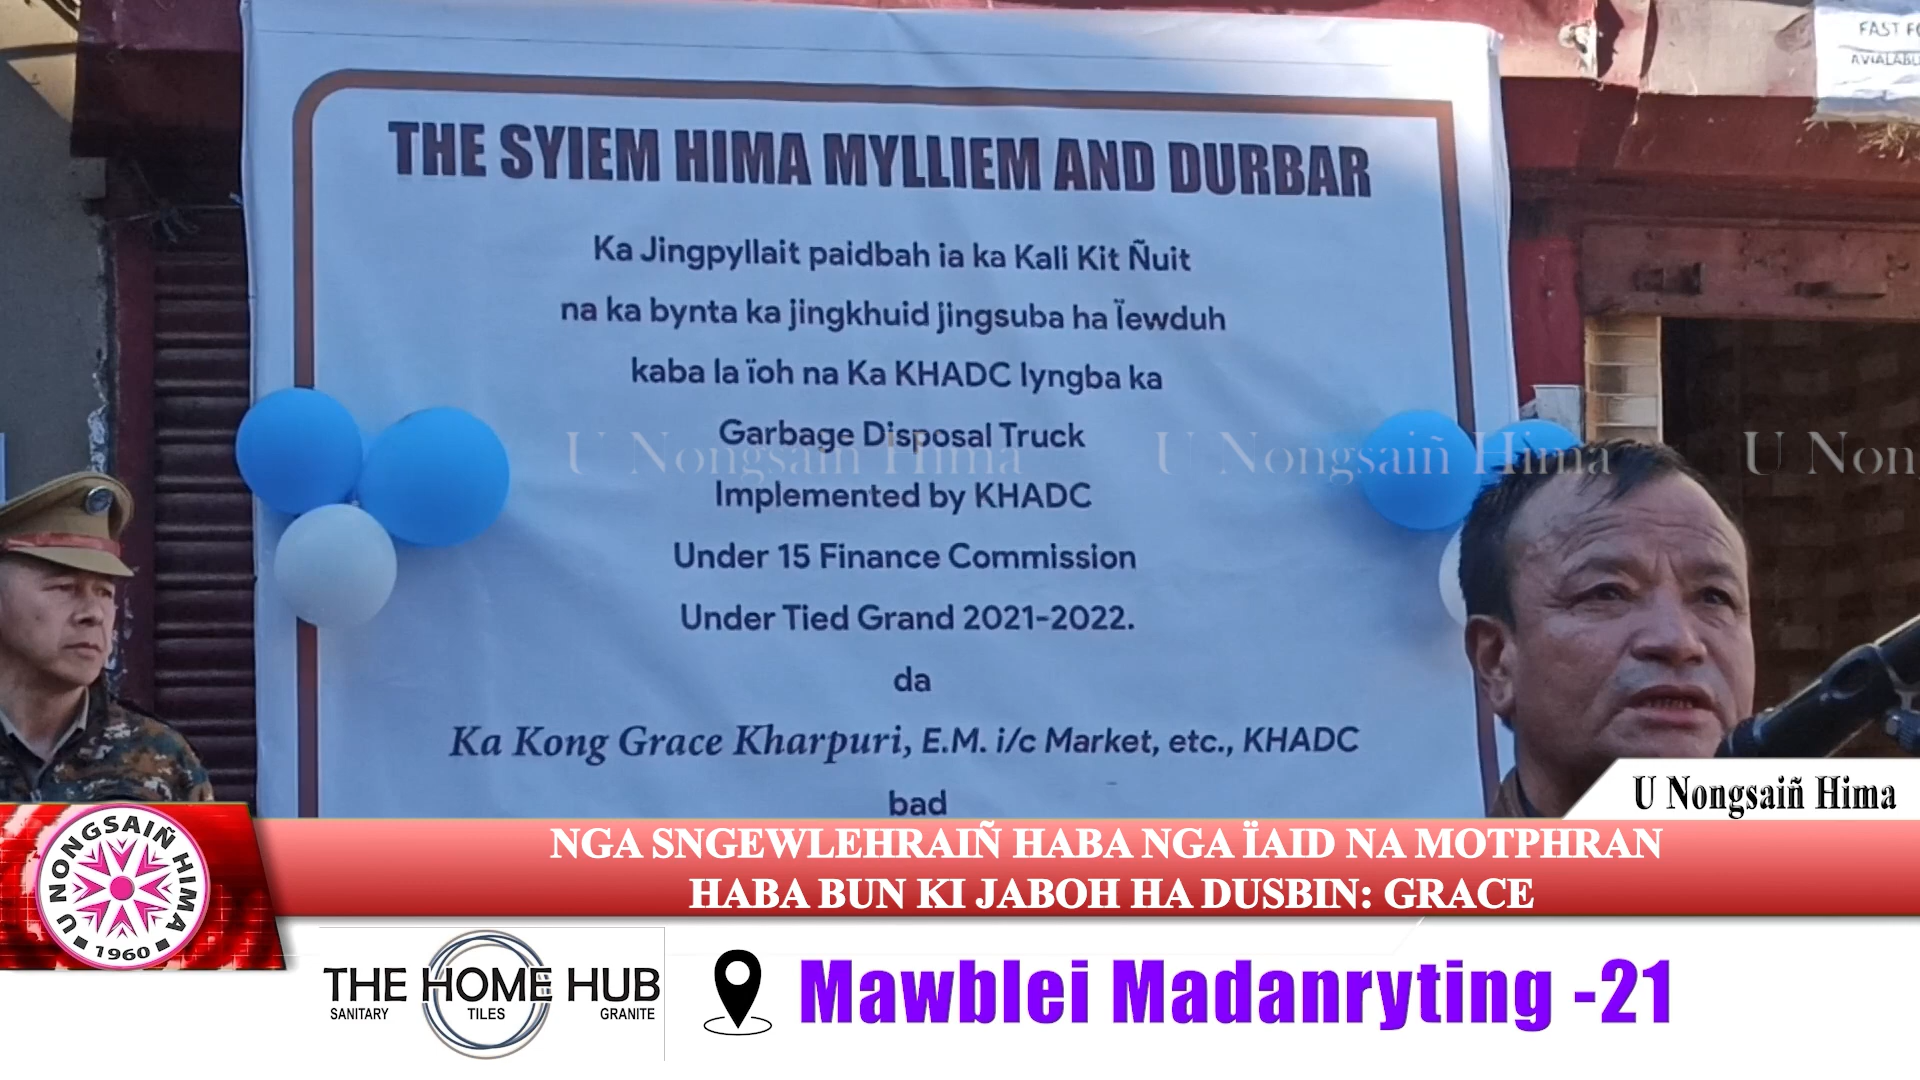 FAST
THE SYIEM HIMA MYLLIEM AND DURBAR
Ka Jingpyllait paidbah ia ka Kali Kit Ñuit
na ka bynta ka jingkhuid jingsuba ha Ïewduh
kaba la ïoh na Ka KHADC lyngba ka
Garbage Disposal Truck
U Nongsaiñ Hima U Nongsaiñ Hima U Non
Implemented by KHADC
Under 15 Finance Commission
Under Tied Grand 2021-2022.
da
Ka Kong Grace Kharpuri, E.M. i/c Market, etc., KHADC
bad
U Nongsaiñ Hima
U NONGSAIÑ HIMA
1960
NGA SNGEWLEHRAIÑ HABA NGA ÏAID NA MOTPHRAN
HABA BUN KI JABOH HA DUSBIN: GRACE
THE HOME HUB
SANITARY TILES GRANITE
Mawblei Madanryting -21